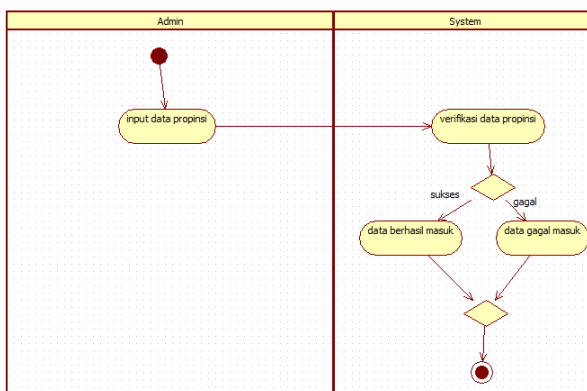 Admin
System
input data propinsi
verifikasi data propinsi
sukses
gagal
data berhasil masuk
data gagal masuk